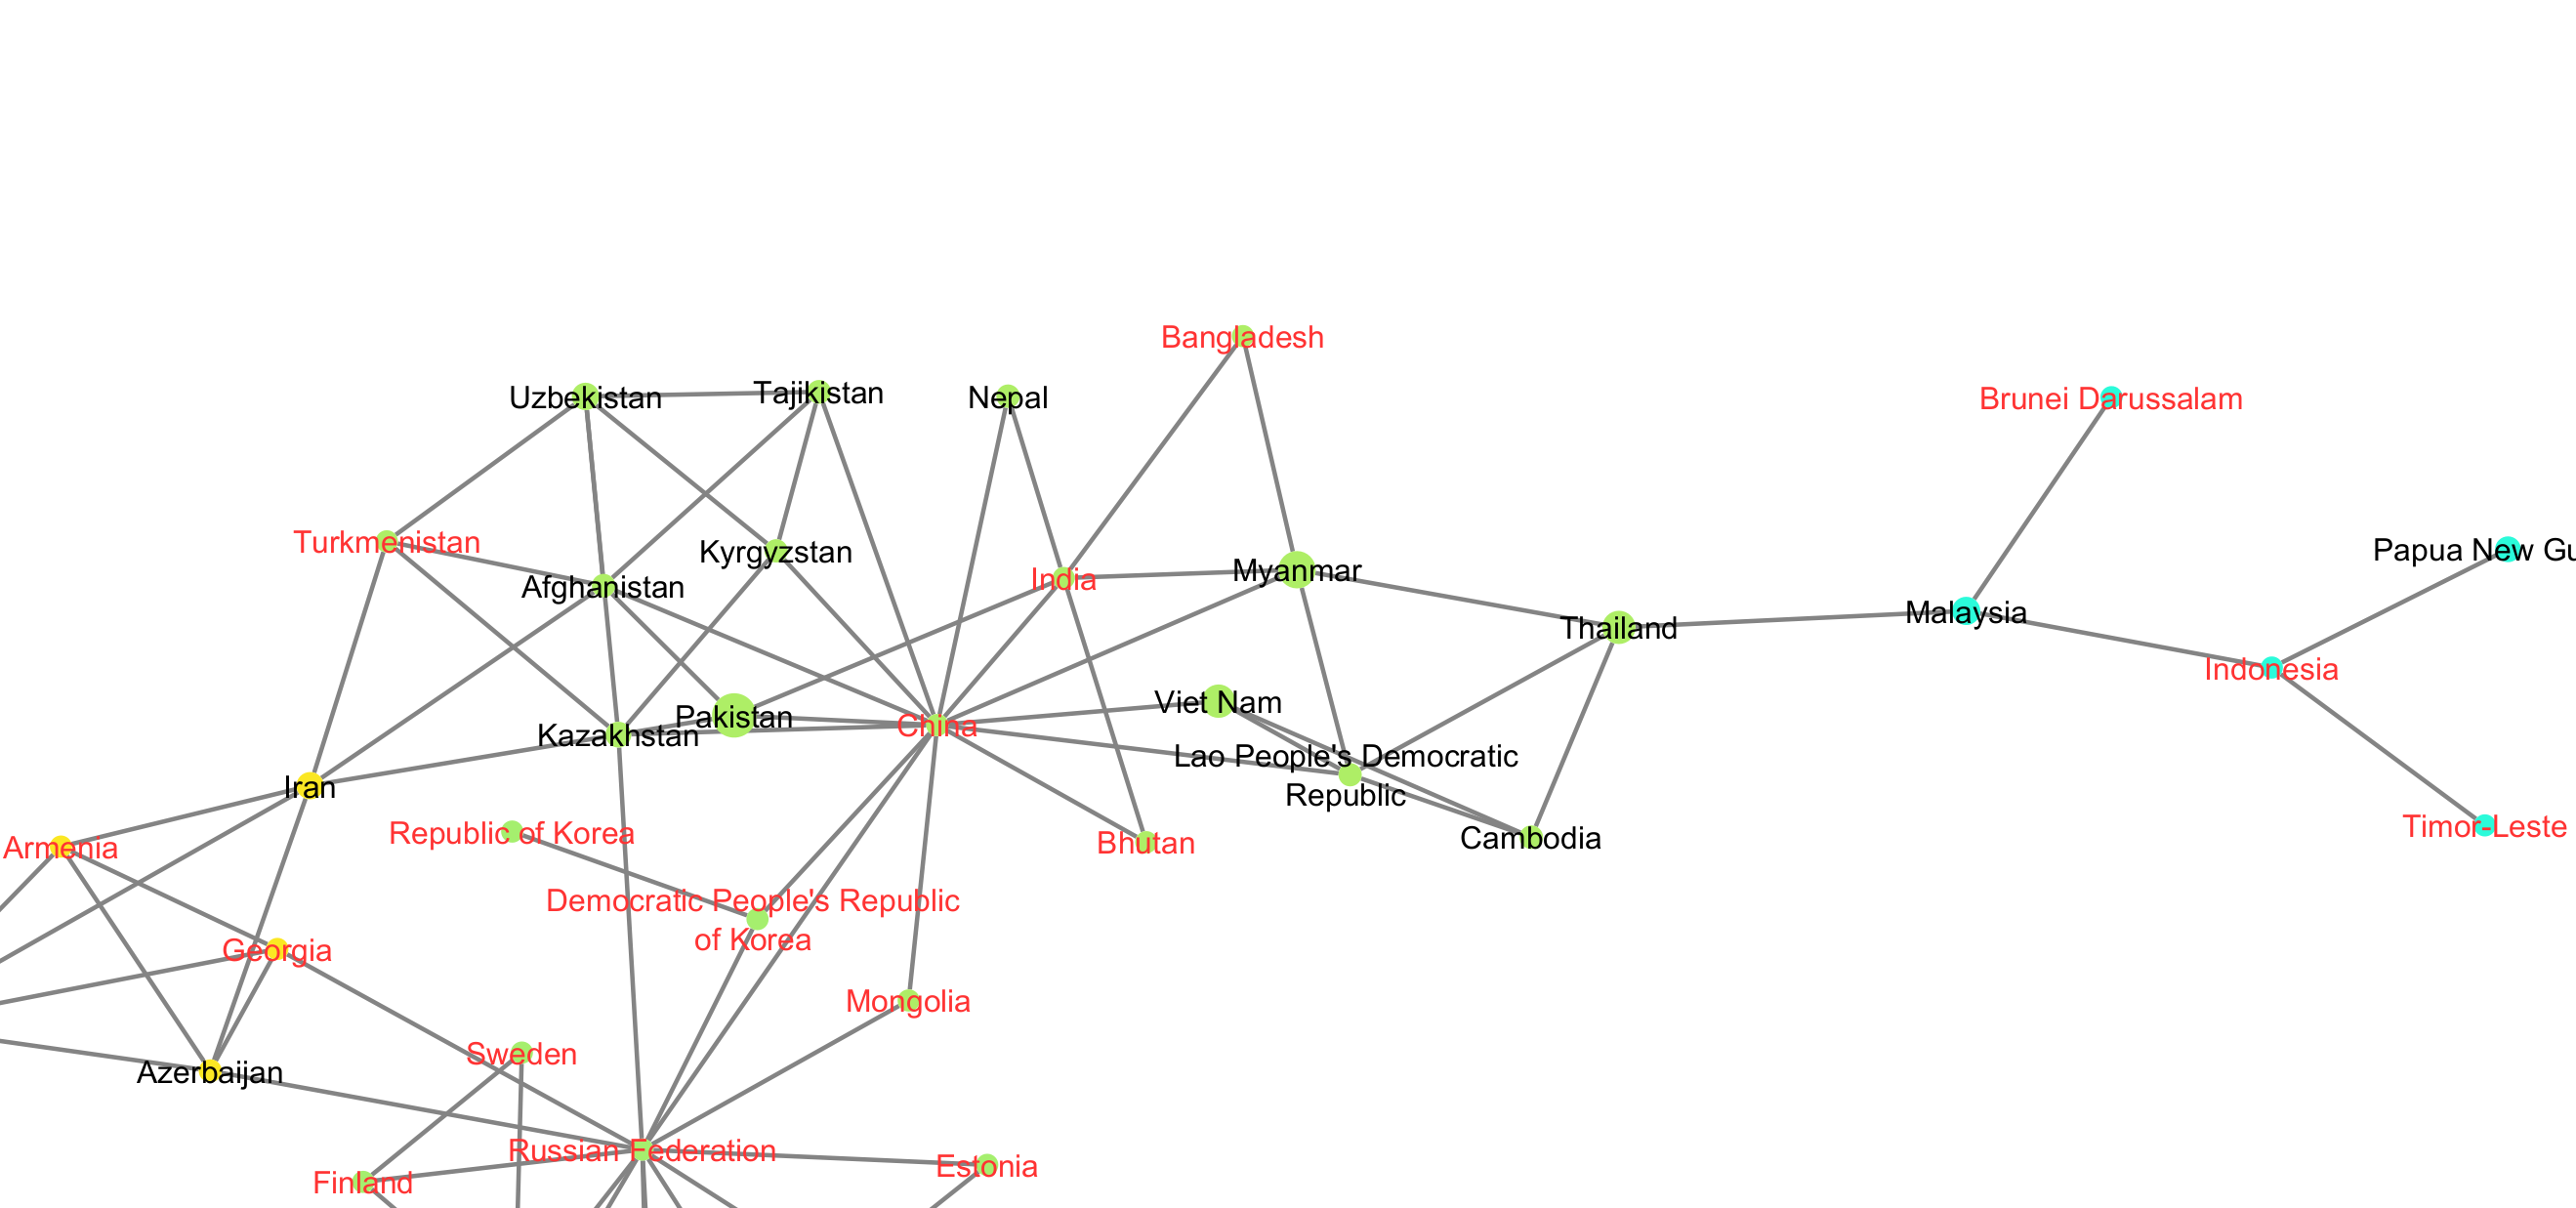 Bangladesh
Uzbekistan
Tajikistan
Nepal
Brunei Darussalam
Turkmenistan
Kyrgyzstan
Papua New Gu
Afghanistan
India
Myanmar
Malaysia
Thailand
Indonesia
Viet Nam
Pakistan
China
Kazakhstan
Lao People's Democratic
Republic
Iran
Timor-Leste
Republic of Korea
Cambodia
Armenia
Bhutan
Democratic People's Republic
of Korea
Georgia
Mongolia
Sweden
Azerbaijan
Russian Federation
Estonia
Finland